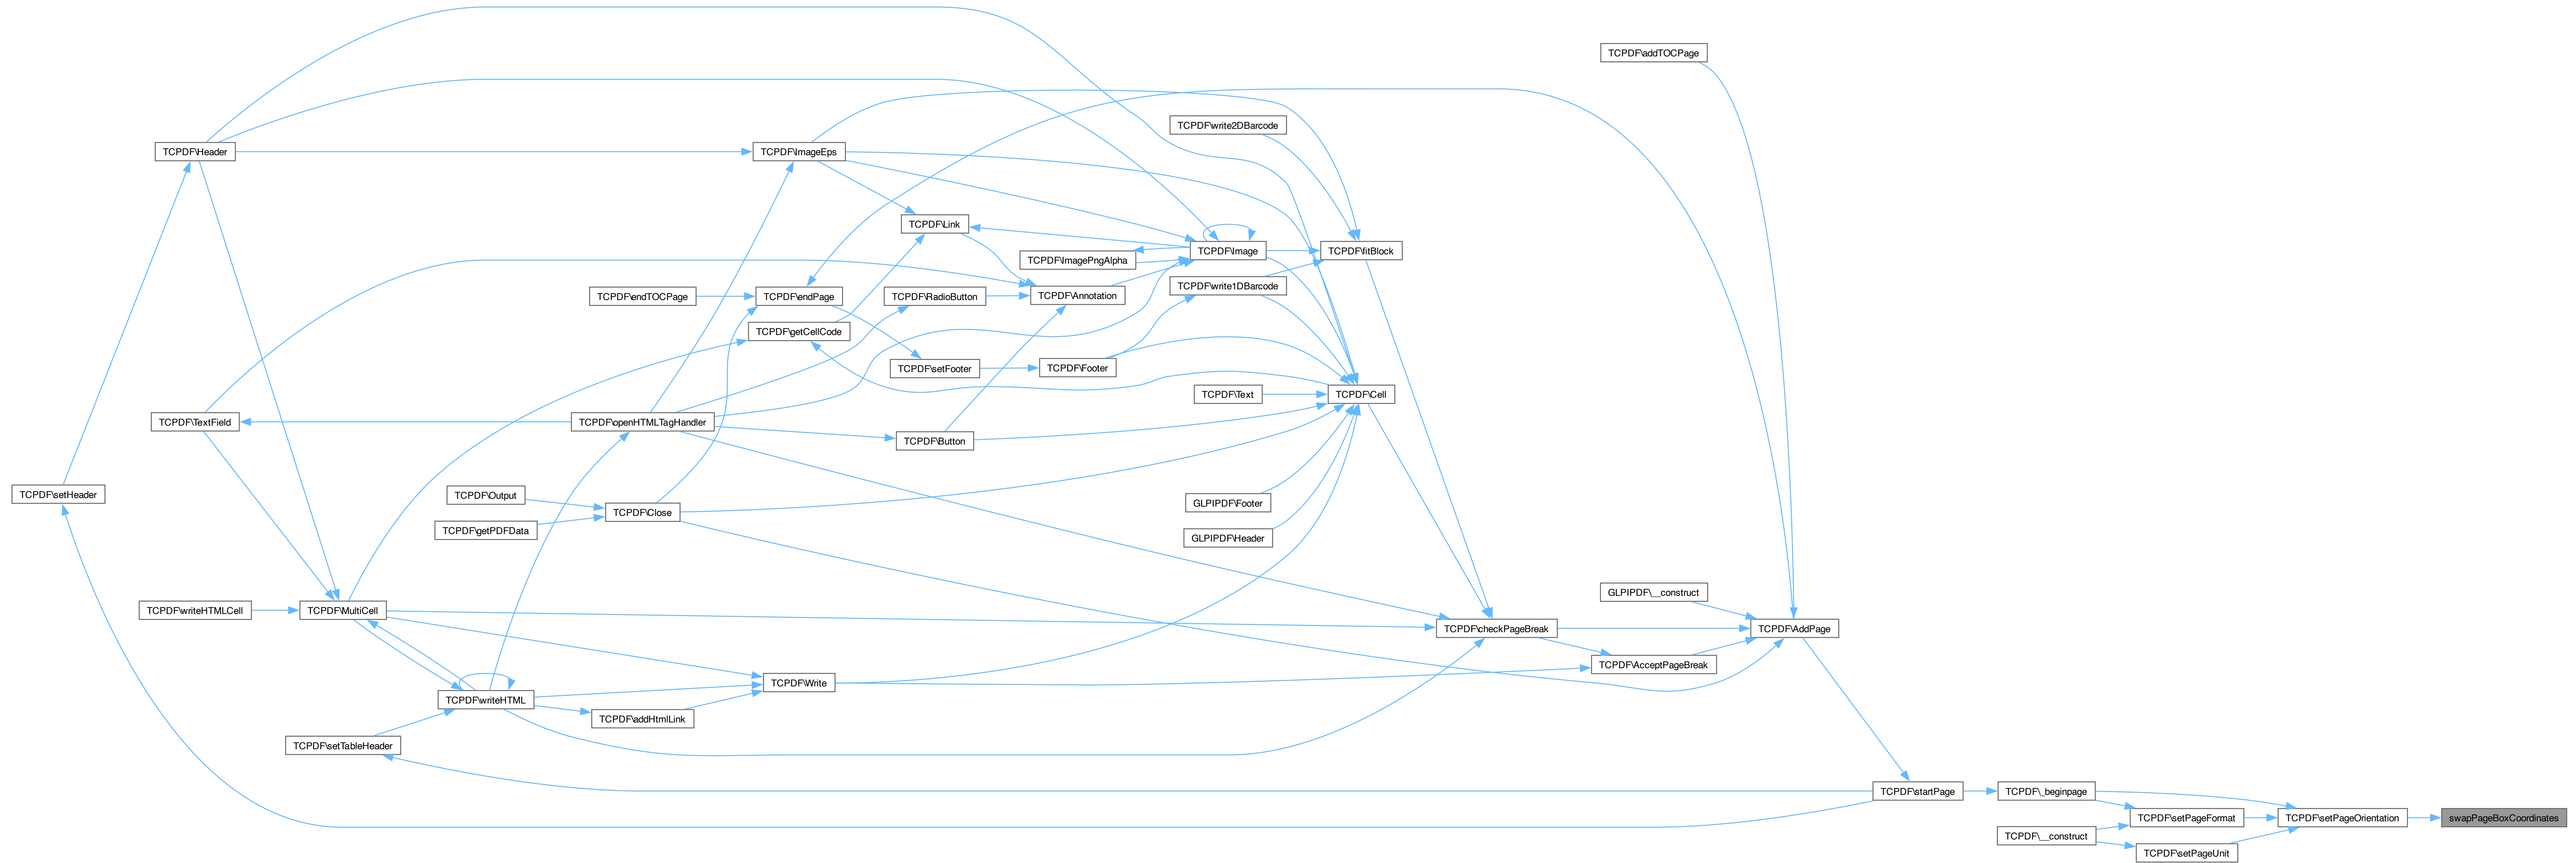 TCPDF\addTOCPage
TCPDF\write2DBarcode
TCPDF\Header
TCPDF\ImageEps
TCPDF\Link
TCPDF\Image
TCPDF\fitBlock
TCPDF\ImagePngAlpha
TCPDF\write1DBarcode
TCPDF\endTOCPage
TCPDF\endPage
TCPDF\RadioButton
TCPDF\Annotation
TCPDF\getCellCode
TCPDF\setFooter
TCPDF\Footer
TCPDF\Text
TCPDF\Cell
TCPDF\TextField
TCPDF\openHTMLTagHandler
TCPDF\Button
TCPDF\setHeader
TCPDF\Output
TCPDF\Close
GLPIPDF\Footer
TCPDF\getPDFData
GLPIPDF\Header
GLPIPDF\__construct
TCPDF\writeHTMLCell
TCPDF\MultiCell
TCPDF\checkPageBreak
TCPDF\AddPage
TCPDF\AcceptPageBreak
TCPDF\Write
TCPDF\writeHTML
TCPDF\addHtmlLink
TCPDF\setTableHeader
TCPDF\startPage
TCPDF\_beginpage
TCPDF\setPageFormat
TCPDF\setPageOrientation
swapPageBoxCoordinates
TCPDF\__construct
TCPDF\setPageUnit